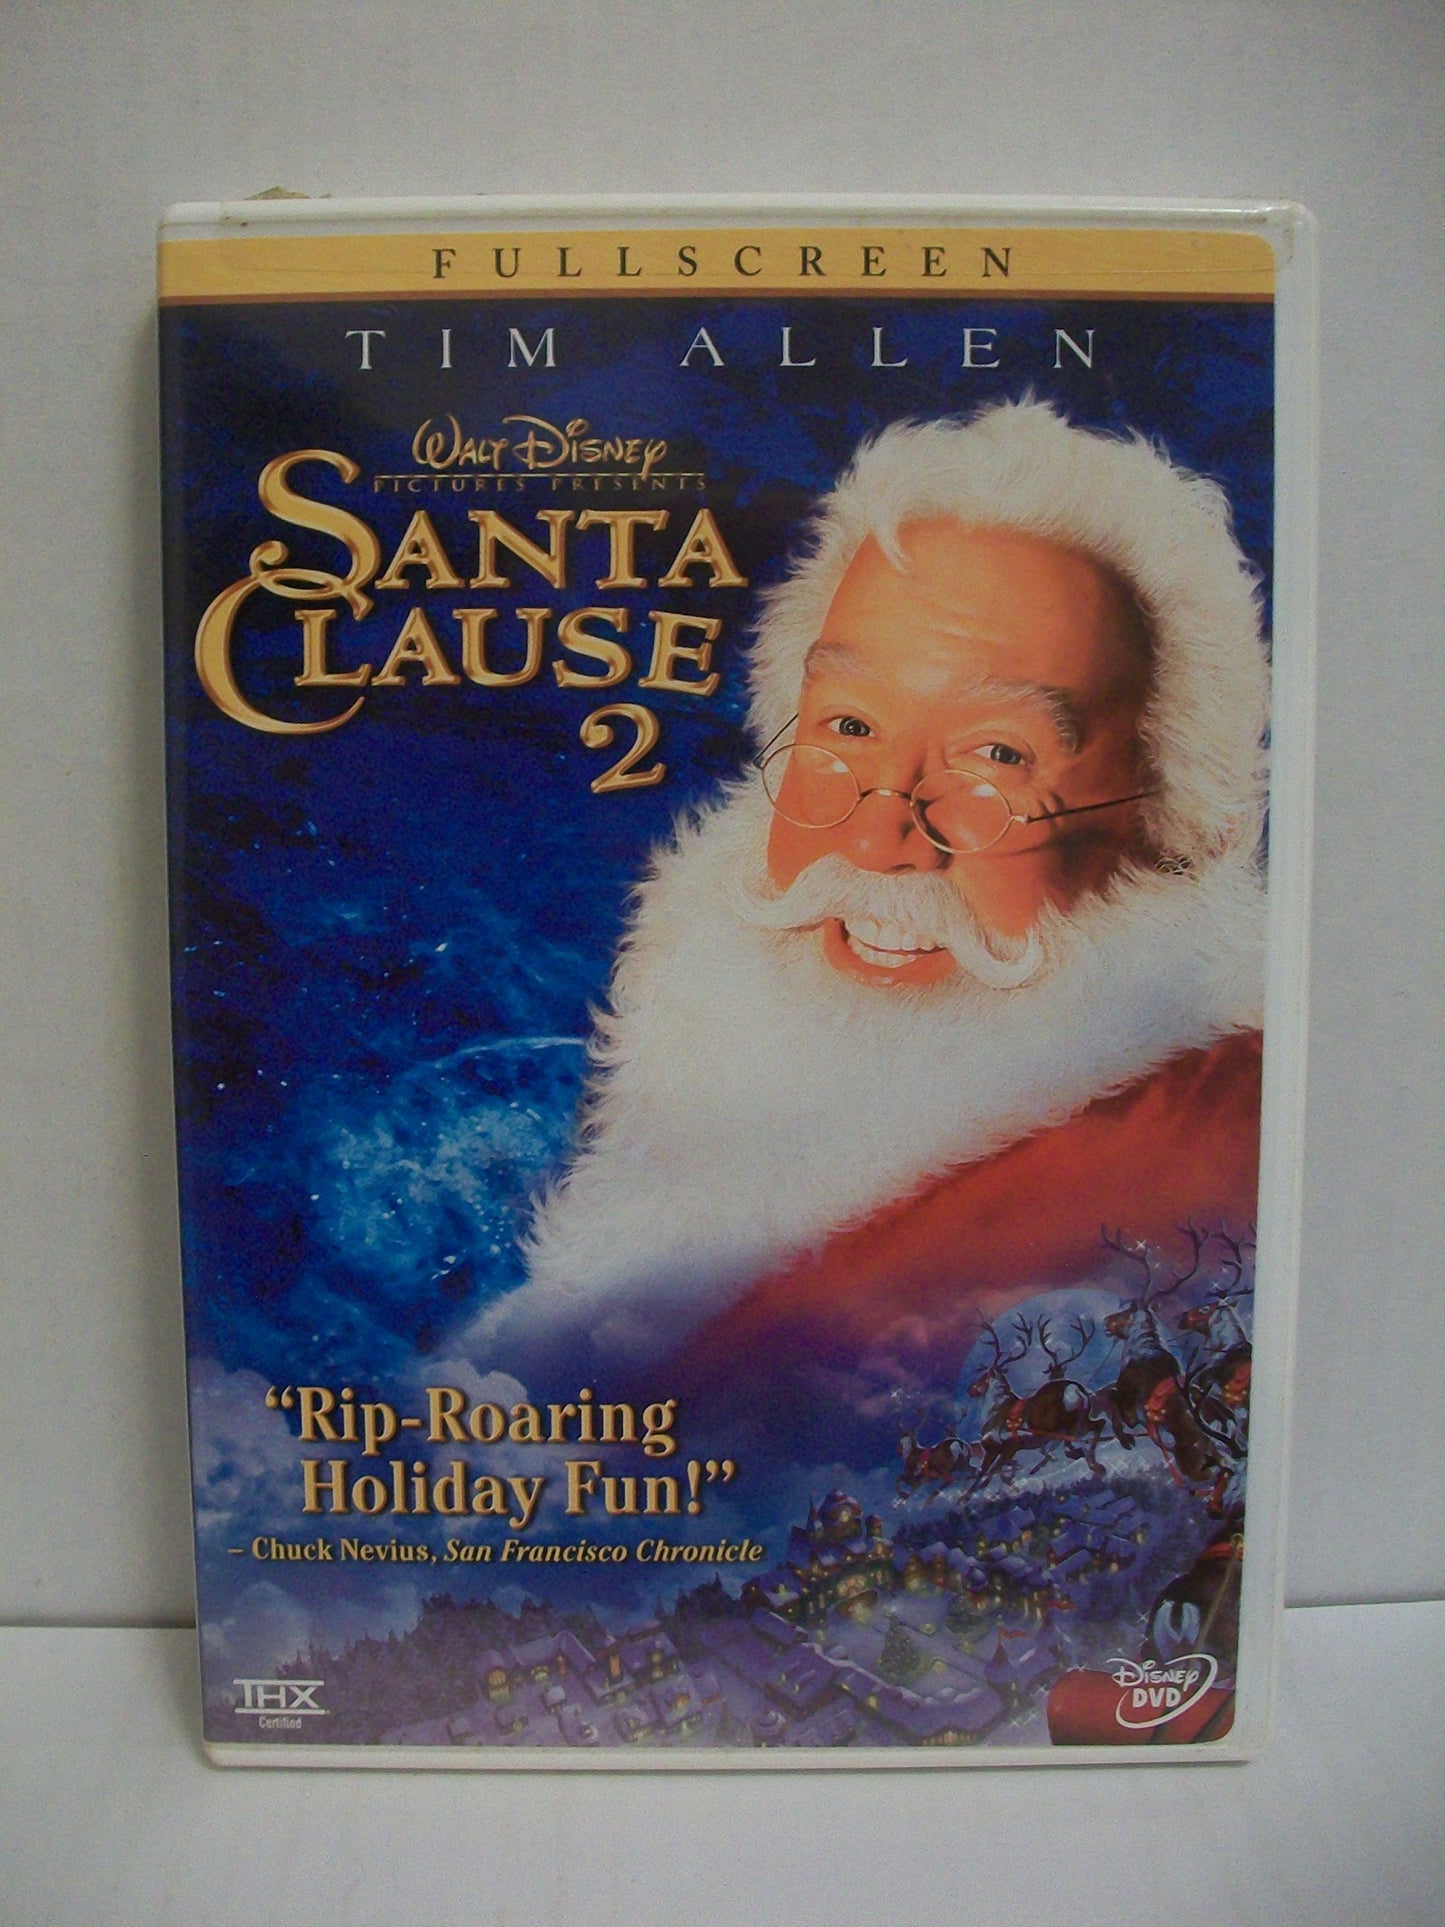 FULLSCREEN
TIM ALLEN
WALT DISNEY
PICTURES PRESENTS
SANTA
CLAUSE
2
“Rip-Roaring
Holiday Fun!”
– Chuck Nevius, San Francisco Chronicle
THX
Certified
DISNEY
DVD